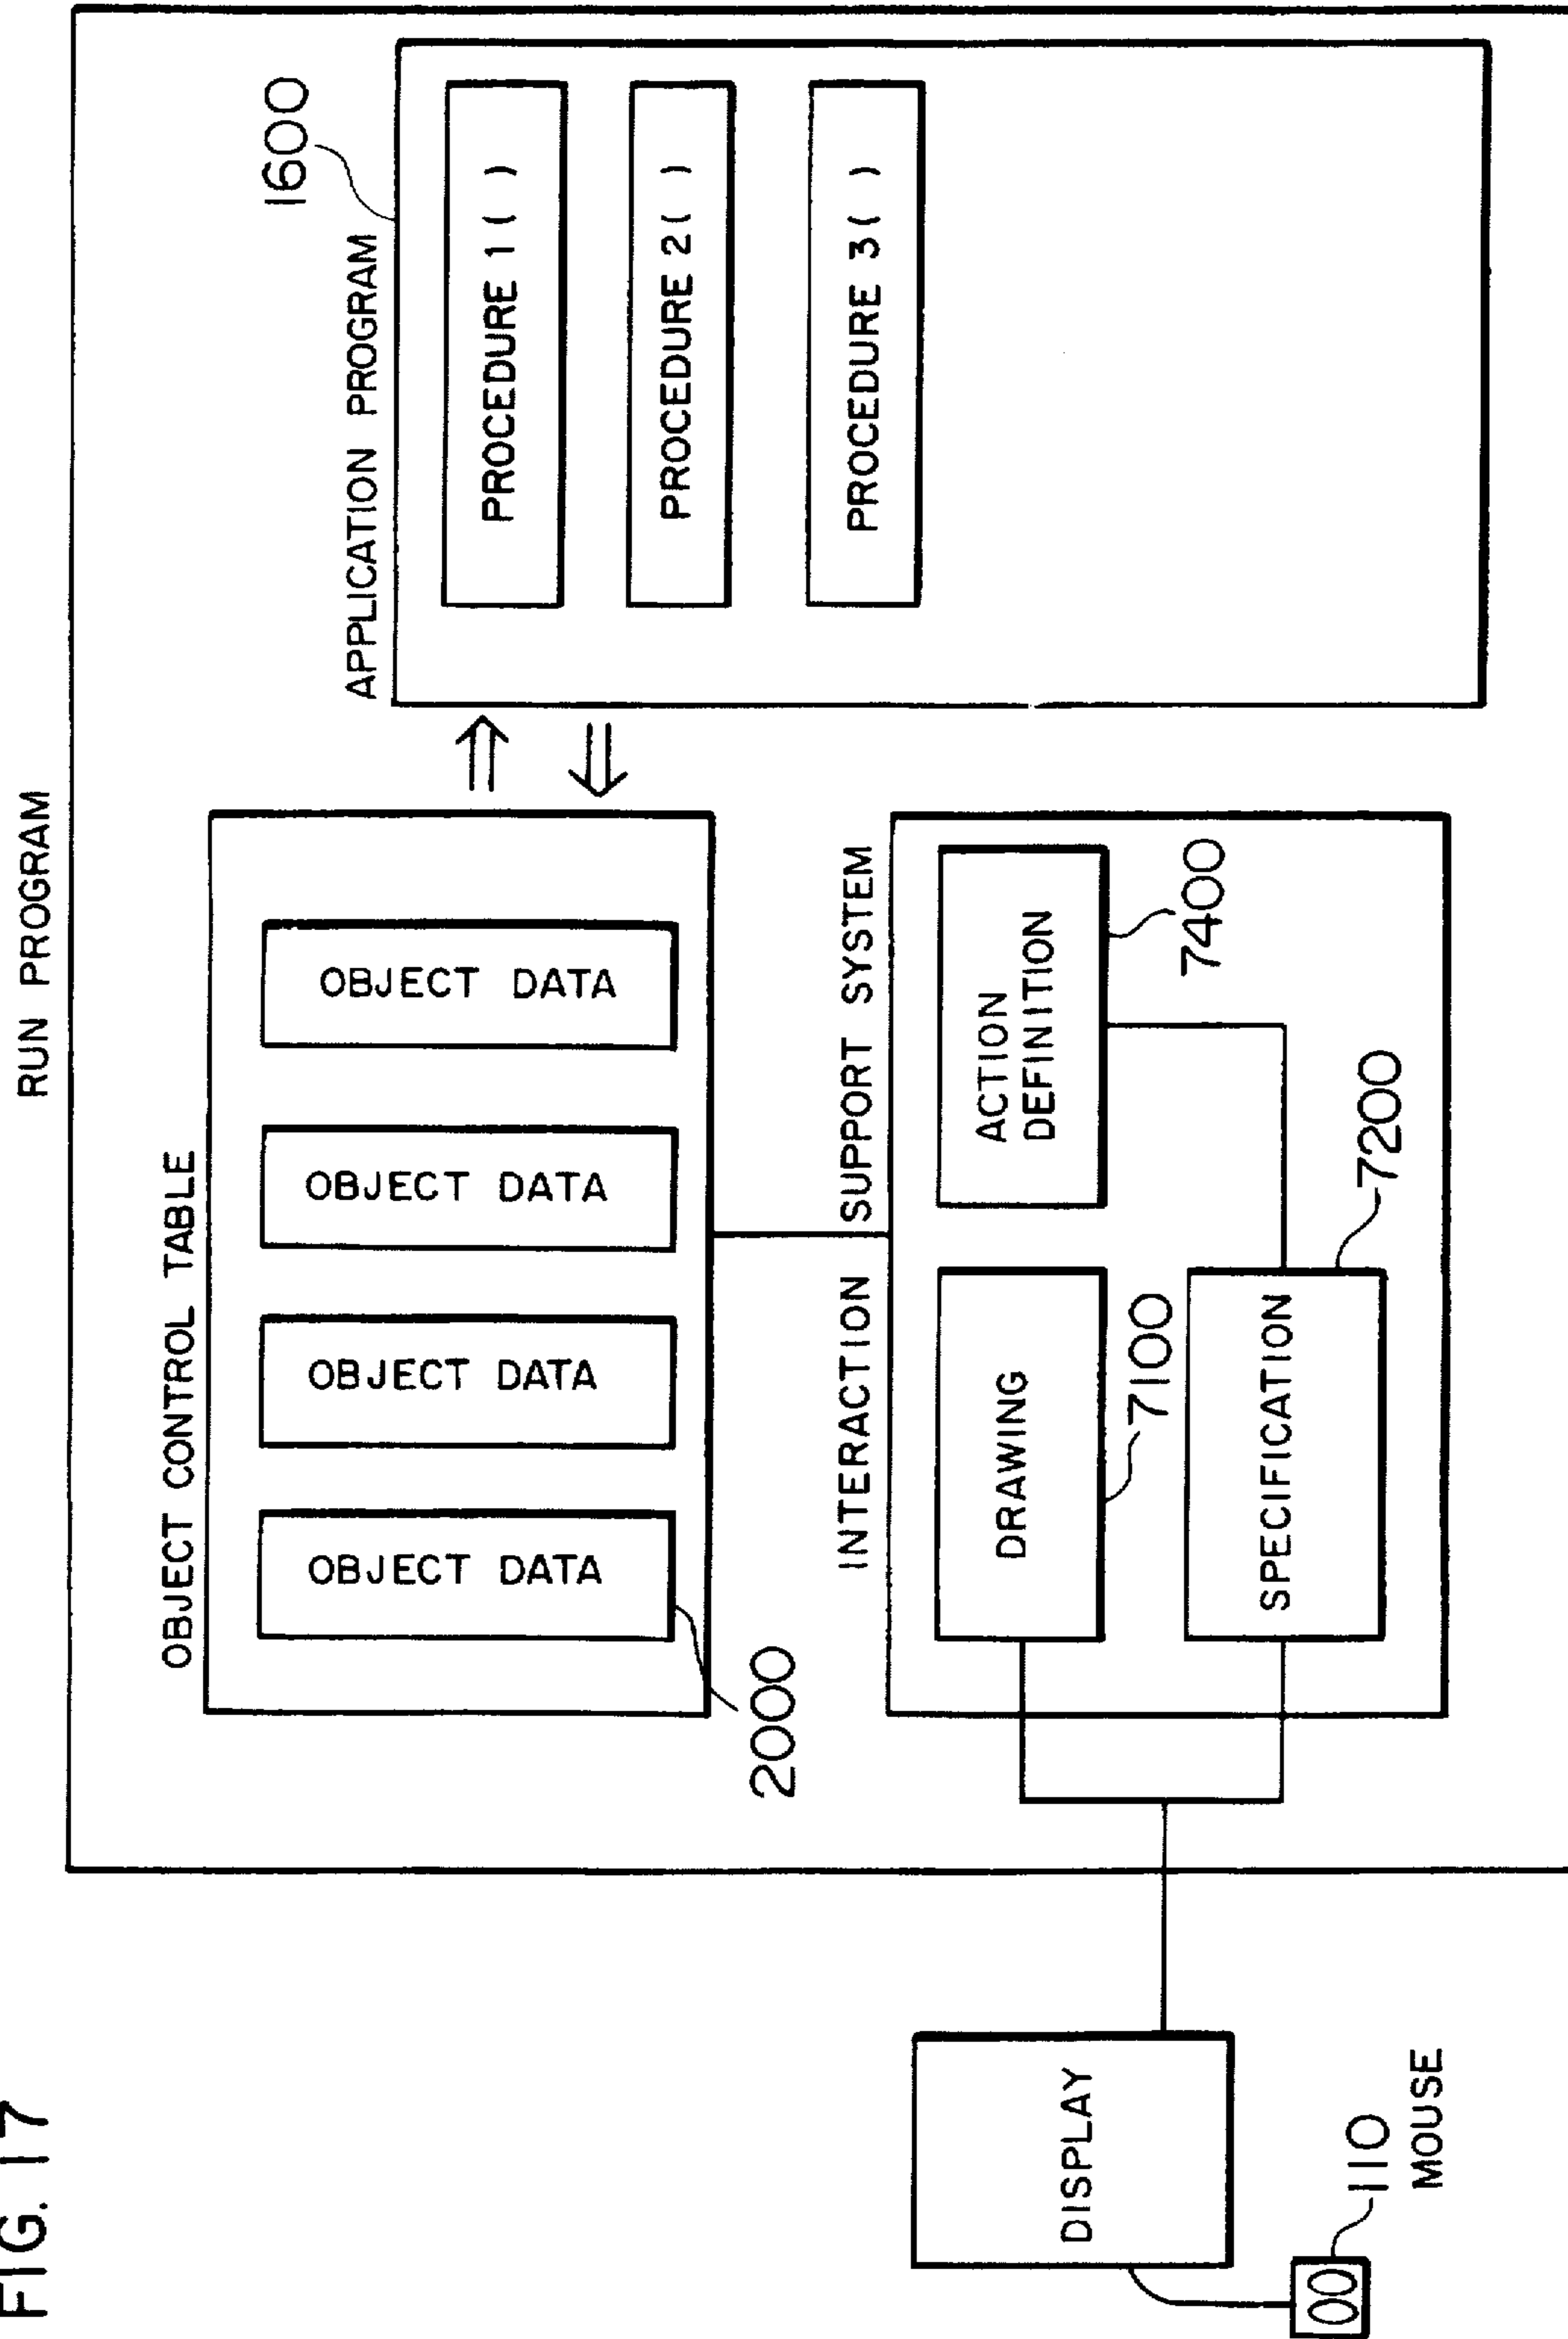 FIG. 17
RUN PROGRAM
OBJECT CONTROL TABLE
OBJECT DATA
OBJECT DATA
OBJECT DATA
OBJECT DATA
2000
APPLICATION PROGRAM
1600
PROCEDURE 1 ( )
PROCEDURE 2 ( )
PROCEDURE 3 ( )
INTERACTION SUPPORT SYSTEM
DRAWING
7100
ACTION
DEFINITION
7400
SPECIFICATION
7200
DISPLAY
110
MOUSE